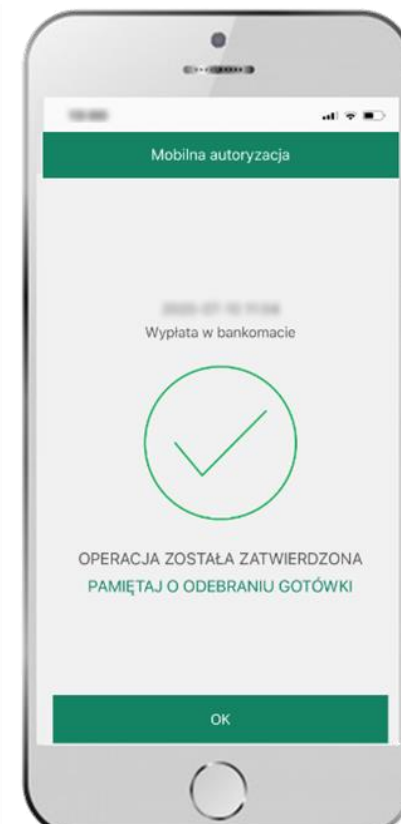 Mobilna autoryzacja
Wypłata w bankomacie
OPERACJA ZOSTAŁA ZATWIERDZONA
PAMIĘTAJ O ODEBRANIU GOTÓWKI
OK